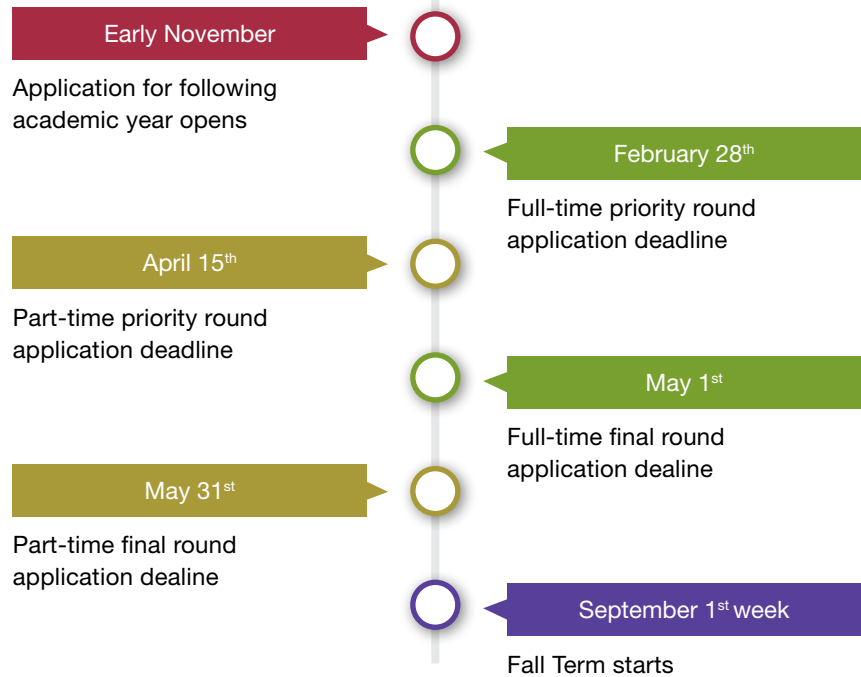 Early November
Application for following
academic year opens
February 28th
Full-time priority round
application deadline
April 15th
Part-time priority round
application deadline
May 1st
Full-time final round
application dealine
May 31st
Part-time final round
application dealine
September 1st week
Fall Term starts